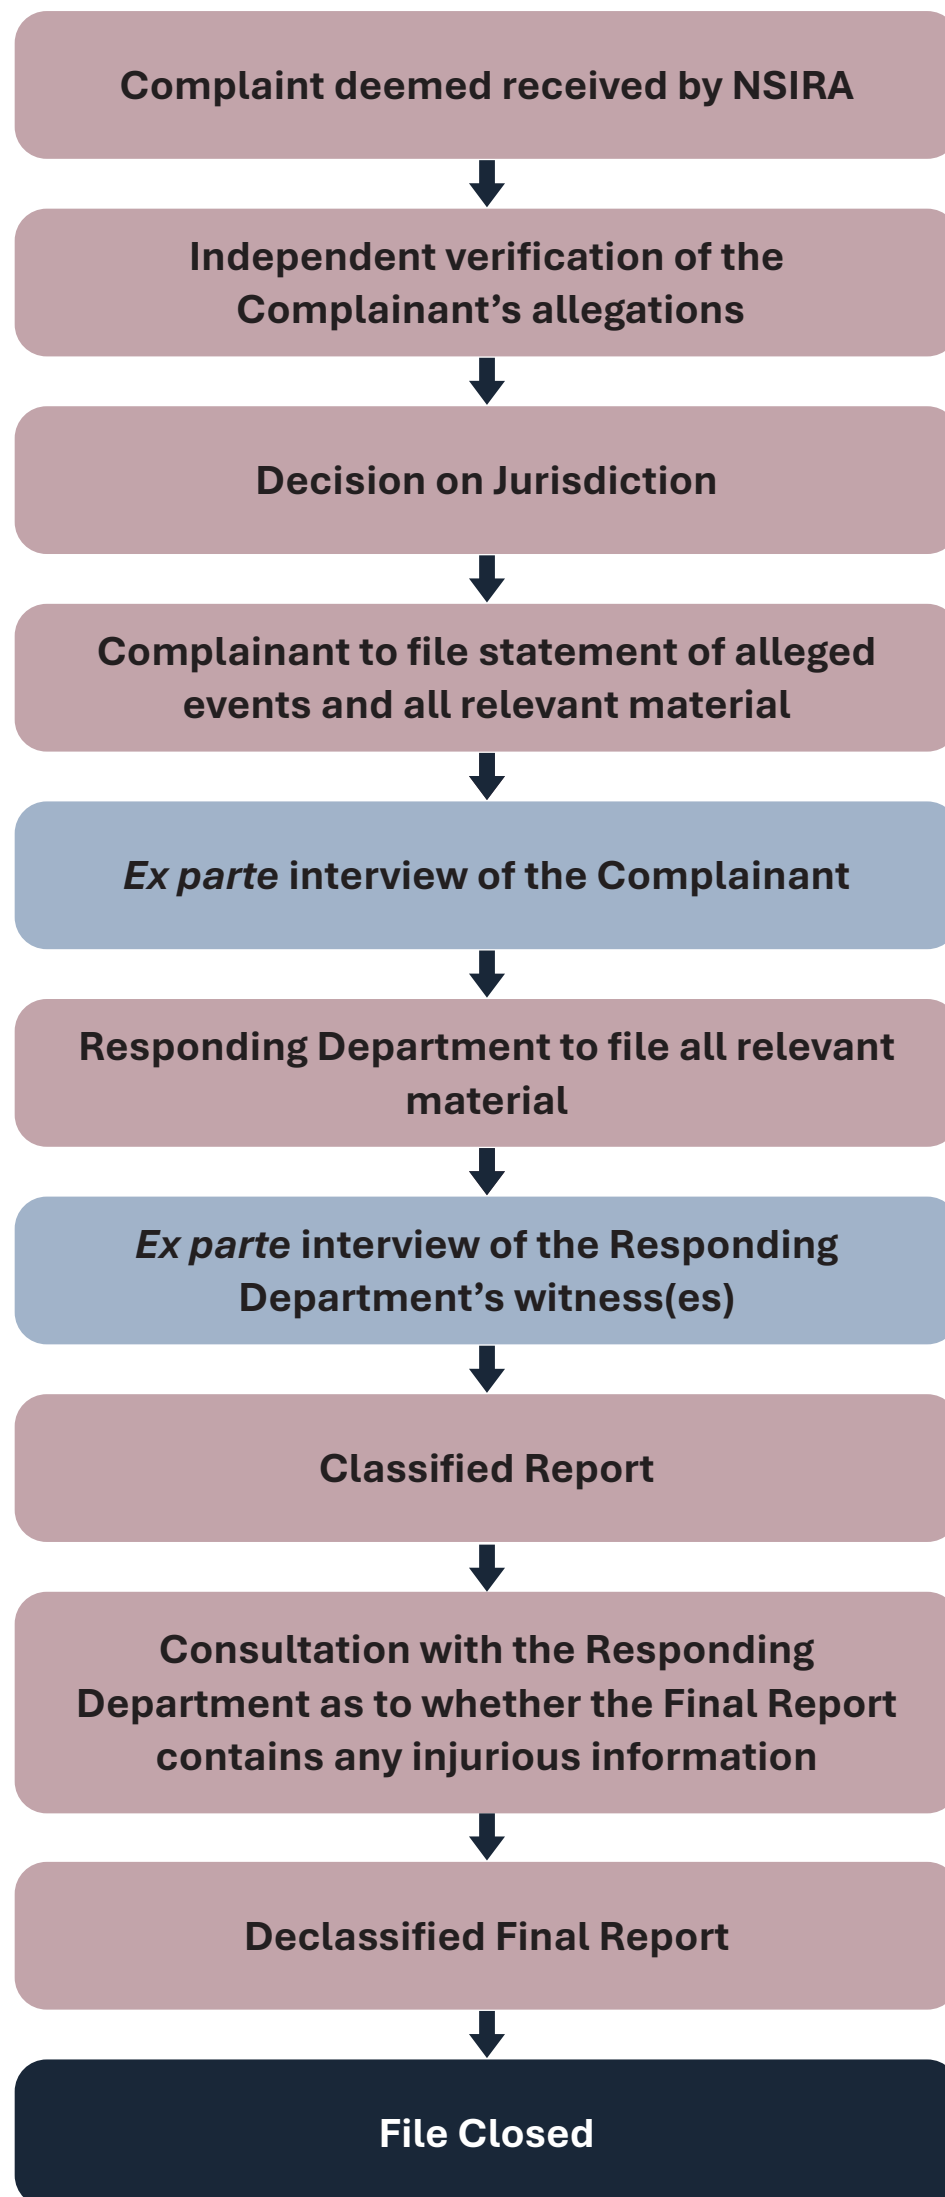 Complaint deemed received by NSIRA
Independent verification of the
Complainant’s allegations
Decision on Jurisdiction
Complainant to file statement of alleged
events and all relevant material
Ex parte interview of the Complainant
Responding Department to file all relevant
material
Ex parte interview of the Responding
Department’s witness(es)
Classified Report
Consultation with the Responding
Department as to whether the Final Report
contains any injurious information
Declassified Final Report
File Closed